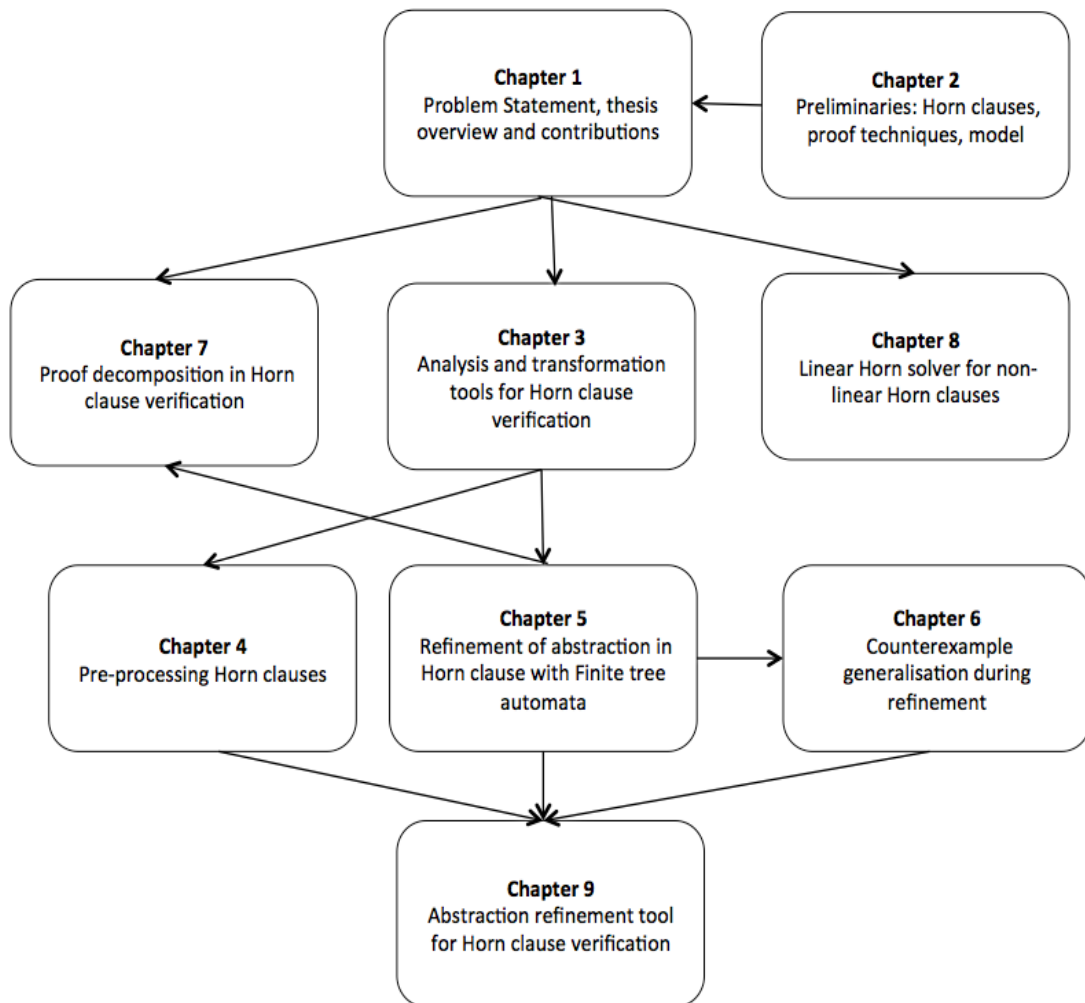 Chapter 1
Problem Statement, thesis
overview and contributions
Chapter 2
Preliminaries: Horn clauses,
proof techniques, model
Chapter 7
Proof decomposition in Horn
clause verification
Chapter 3
Analysis and transformation
tools for Horn clause
verification
Chapter 8
Linear Horn solver for non-
linear Horn clauses
Chapter 4
Pre-processing Horn clauses
Chapter 5
Refinement of abstraction in
Horn clause with Finite tree
automata
Chapter 6
Counterexample
generalisation during
refinement
Chapter 9
Abstraction refinement tool
for Horn clause verification